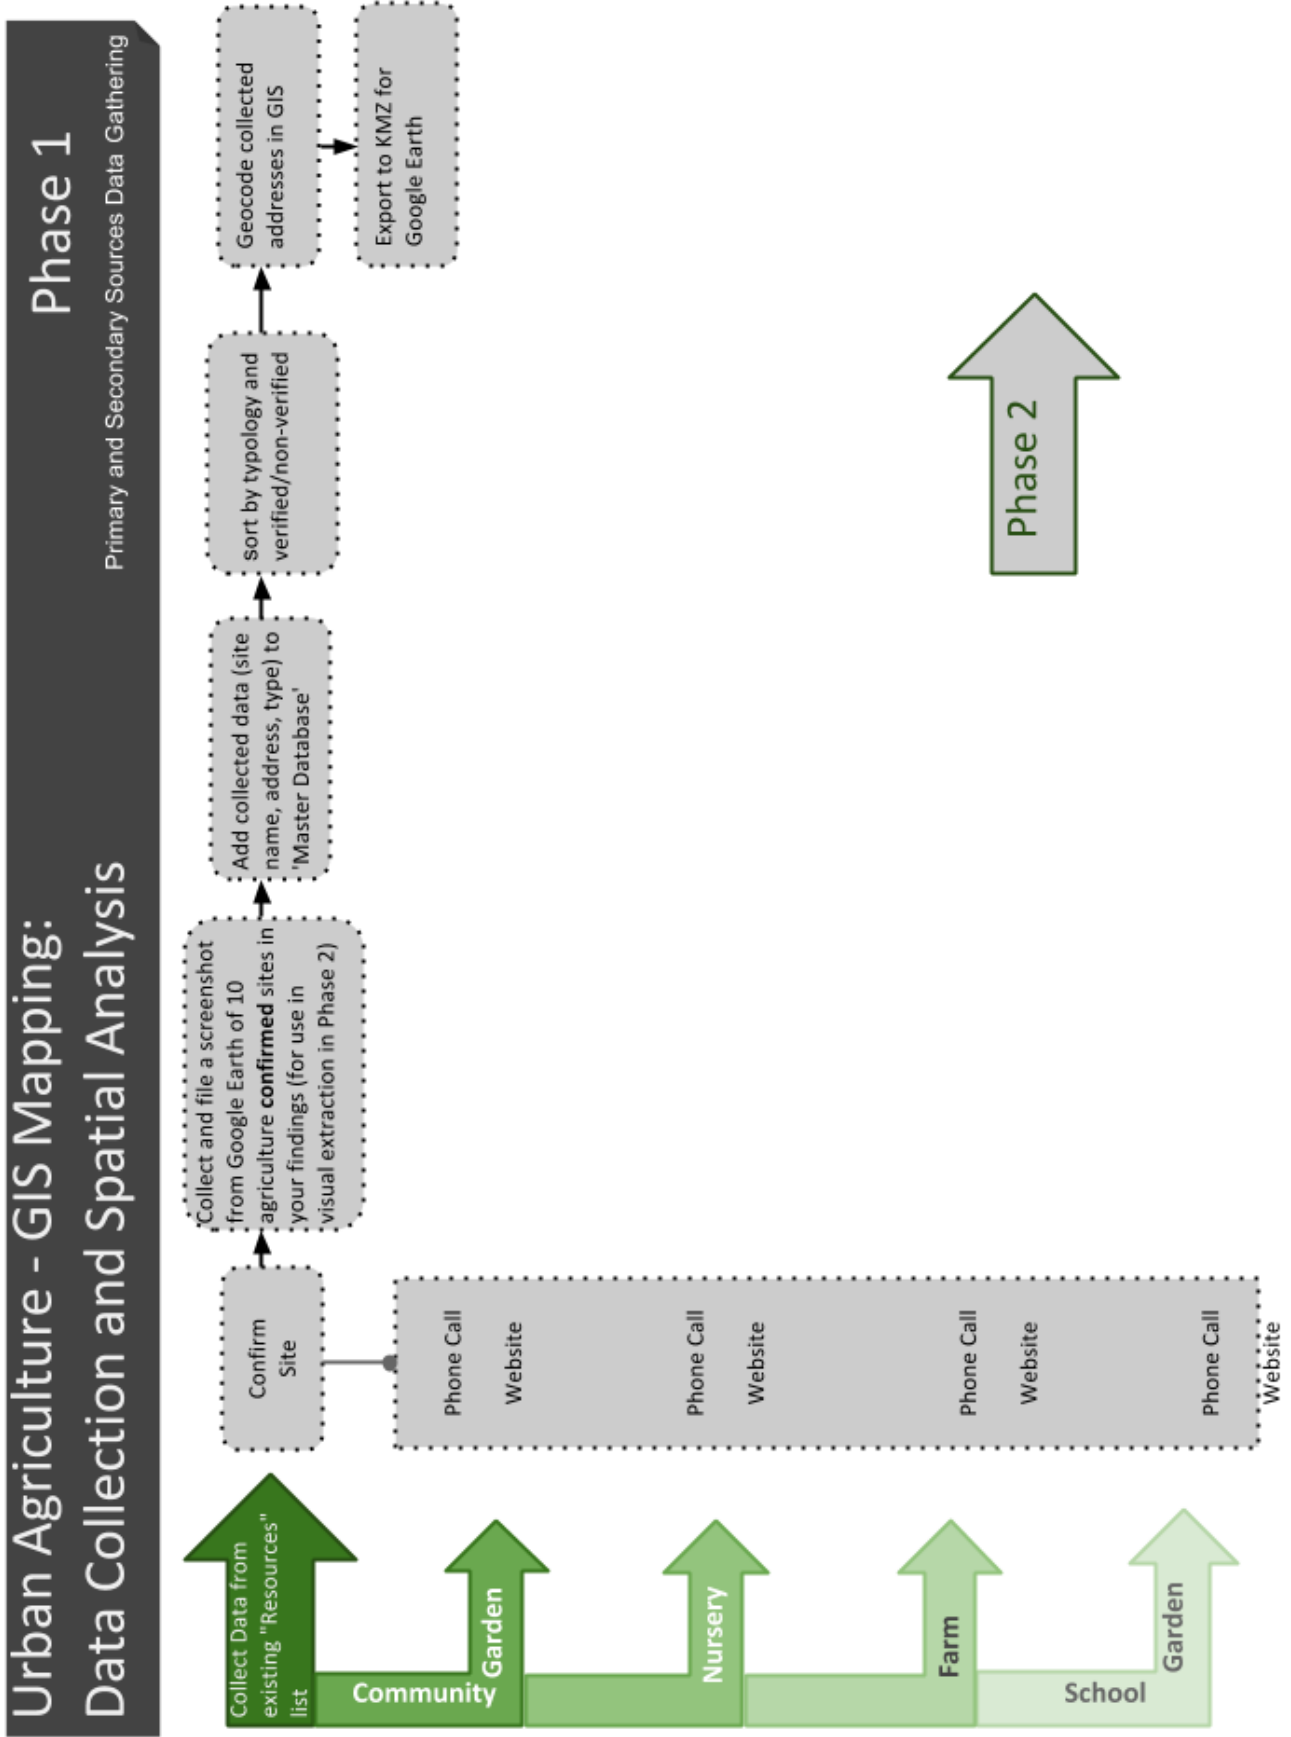 Urban Agriculture - GIS Mapping:
Data Collection and Spatial Analysis
Phase 1
Primary and Secondary Sources Data Gathering
Collect Data from
existing "Resources"
list
Confirm
Site
Collect and file a screenshot
from Google Earth of 10
agriculture confirmed sites in
your findings (for use in
visual extraction in Phase 2)
Add collected data (site
name, address, type) to
'Master Database'
sort by typology and
verified/non-verified
Geocode collected
addresses in GIS
Export to KMZ for
Google Earth
Community
Garden
Phone Call
Website
Nursery
Phone Call
Website
Farm
Phone Call
Website
School
Garden
Phone Call
Website
Phase 2